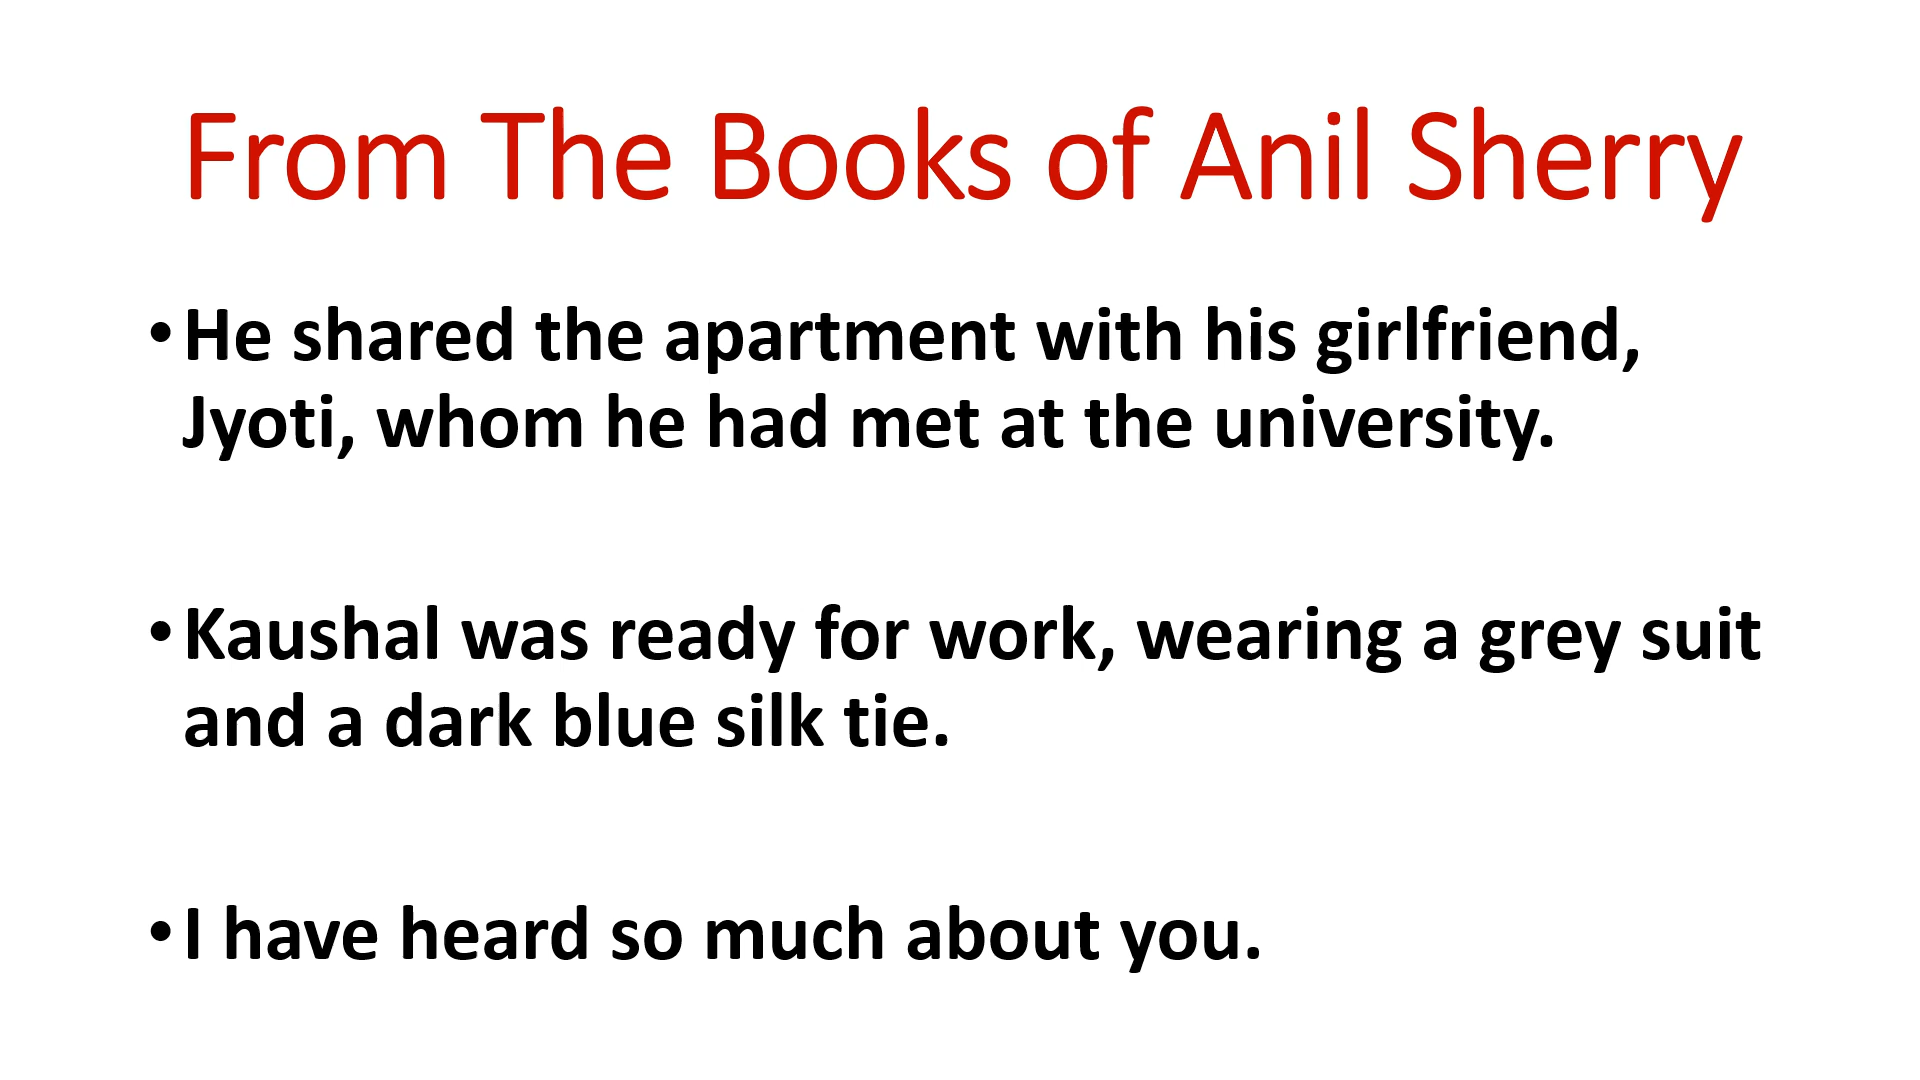 From The Books of Anil Sherry
• He shared the apartment with his girlfriend,
Jyoti, whom he had met at the university.
• Kaushal was ready for work, wearing a grey suit
and a dark blue silk tie.
• I have heard so much about you.